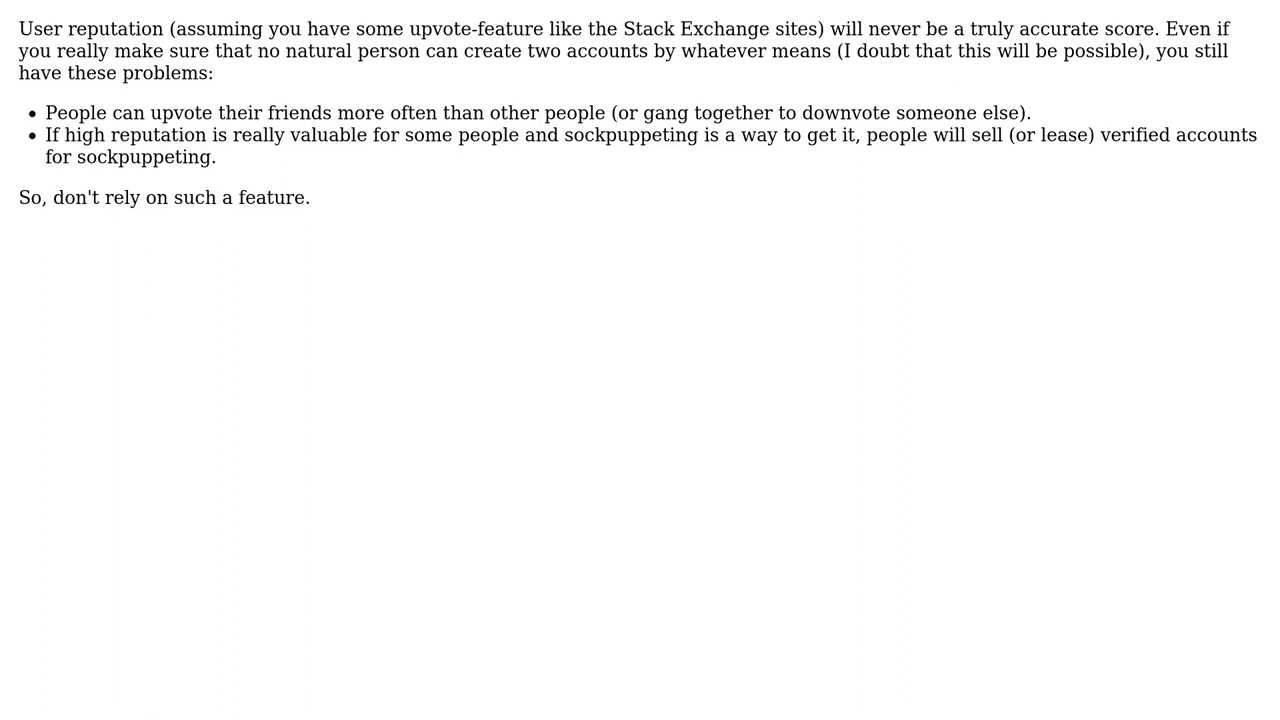 User reputation (assuming you have some upvote-feature like the Stack Exchange sites) will never be a truly accurate score. Even if
you really make sure that no natural person can create two accounts by whatever means (I doubt that this will be possible), you still
have these problems:
• People can upvote their friends more often than other people (or gang together to downvote someone else).
• If high reputation is really valuable for some people and sockpuppeting is a way to get it, people will sell (or lease) verified accounts
for sockpuppeting.
So, don't rely on such a feature.